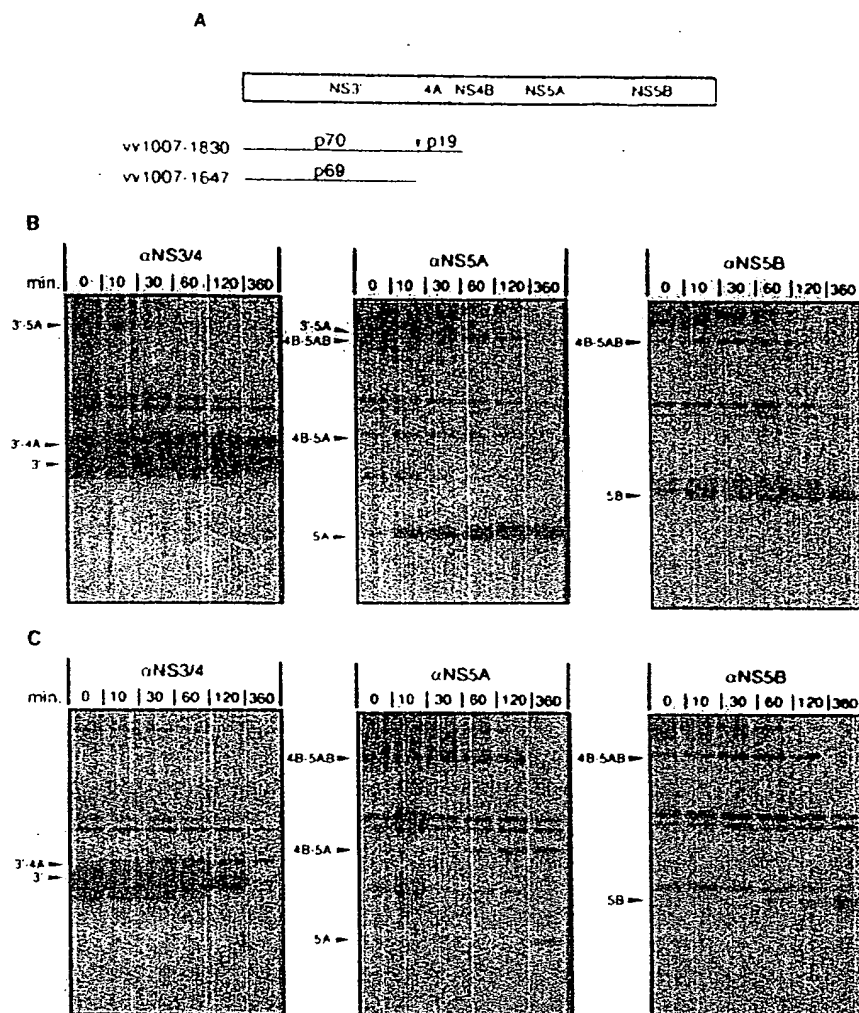 A
NS3' 4A NS4B NS5A NS5B
vv1007-1830 p70 p19
vv1007-1647 p69
B
αNS3/4 αNS5A αNS5B
min. 0 10 30 60 120 360 0 10 30 60 120 360 0 10 30 60 120 360
3'-5A
3'-5A
4B-5AB 4B-5AB
3'-4A 4B-5A
3'
5B
5A
C
αNS3/4 αNS5A αNS5B
min. 0 10 30 60 120 360 0 10 30 60 120 360 0 10 30 60 120 360
4B-5AB 4B-5AB
4B-5A
3'-4A
3'
5B
5A